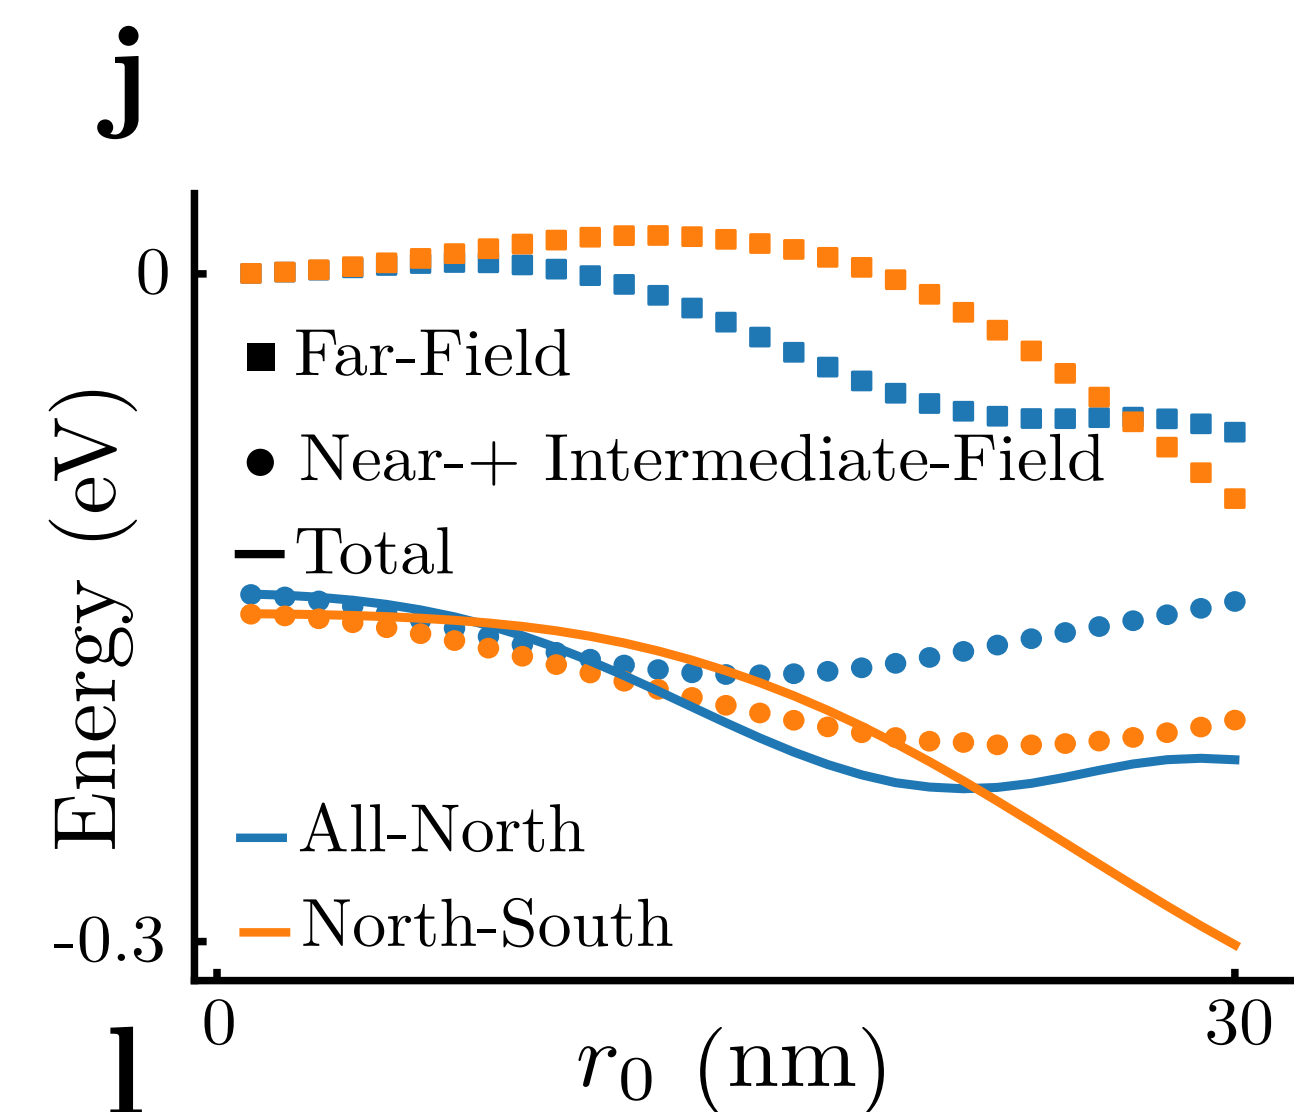 j
0
Far-Field
Near-+ Intermediate-Field
Total
Energy (eV)
All-North
North-South
-0.3
0
30
r₀ (nm)
l